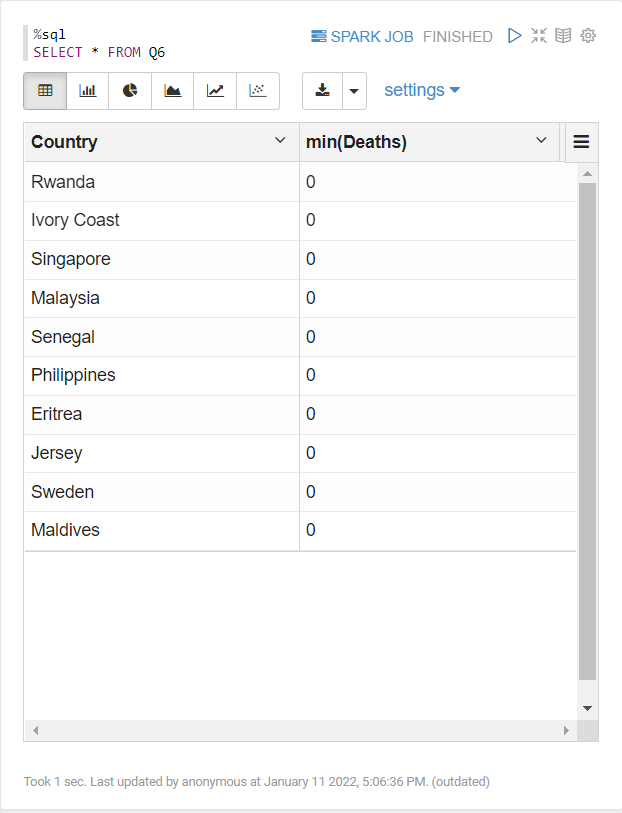 %sql
SPARK JOB FINISHED
SELECT * FROM Q6
settings
Country min(Deaths)
Rwanda 0
Ivory Coast 0
Singapore 0
Malaysia 0
Senegal 0
Philippines 0
Eritrea 0
Jersey 0
Sweden 0
Maldives 0
Took 1 sec. Last updated by anonymous at January 11 2022, 5:06:36 PM. (outdated)